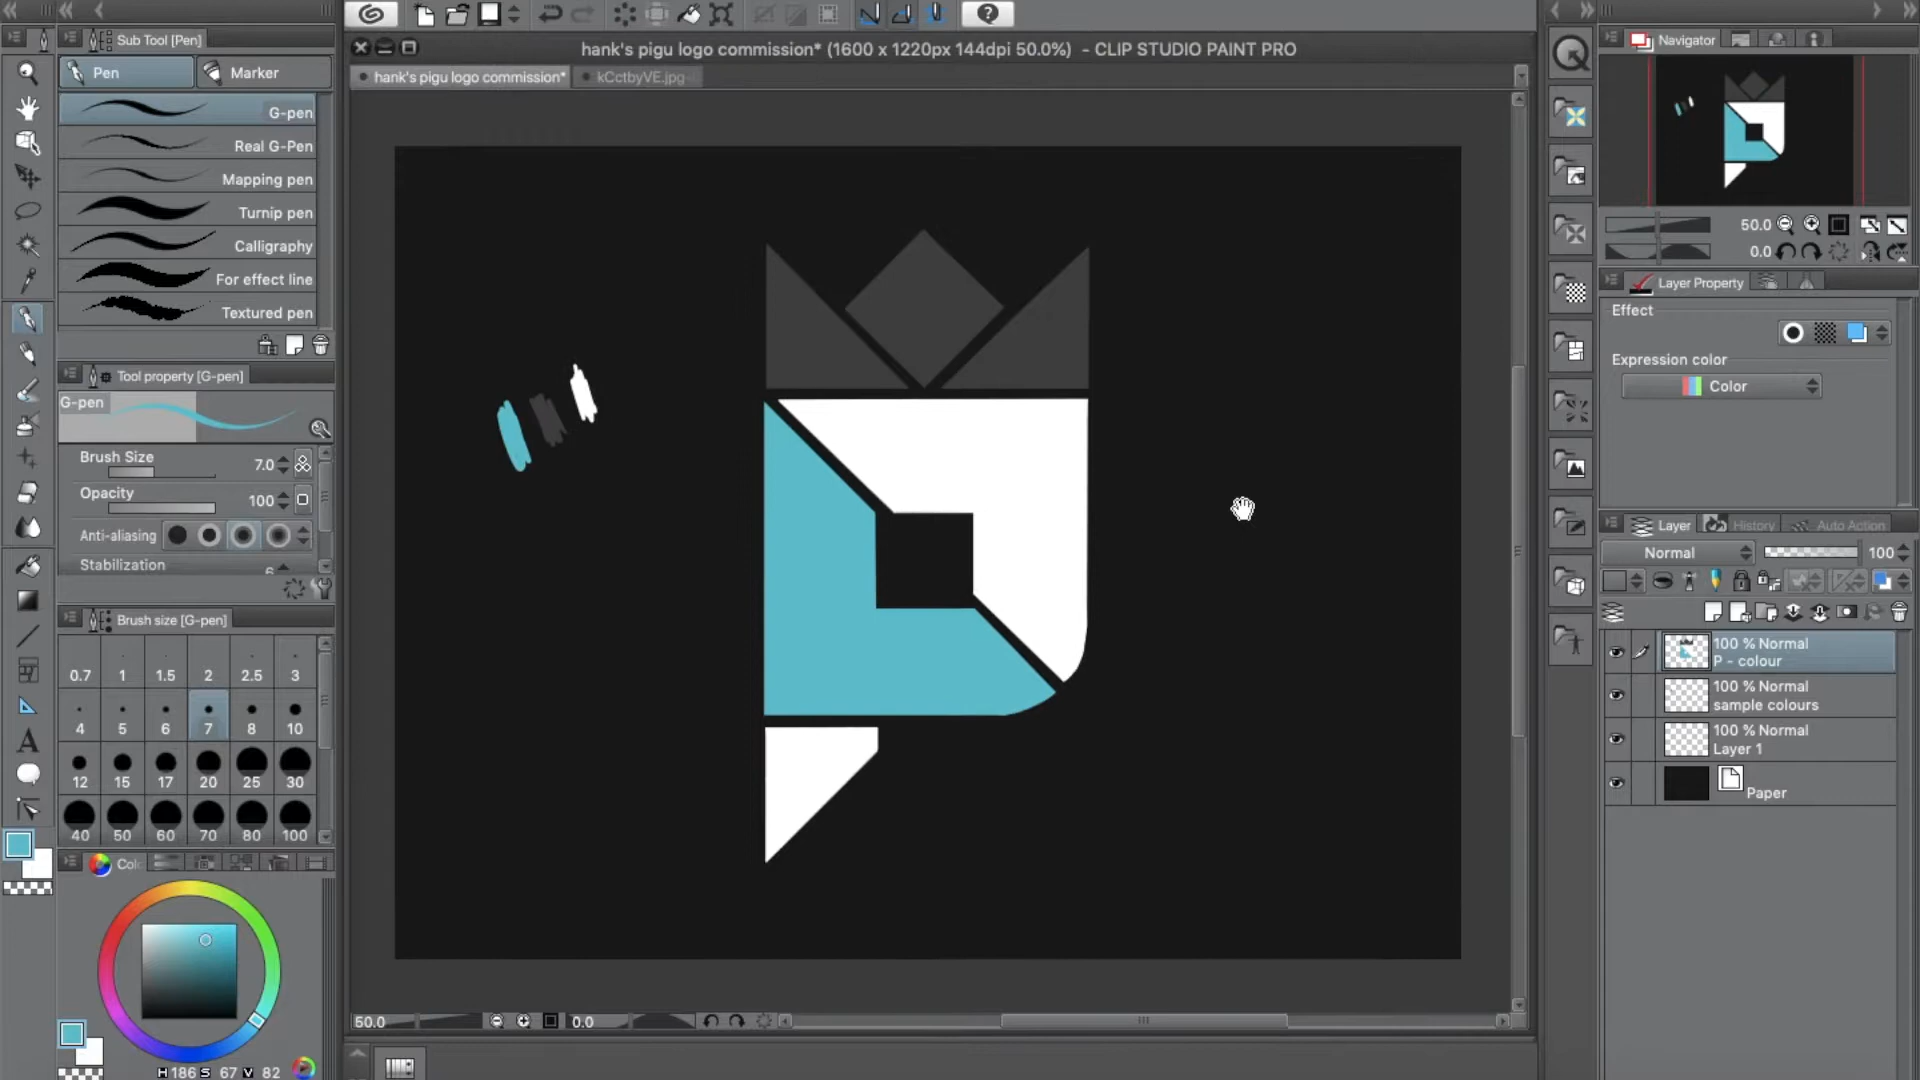 hank's pigu logo commission* (1600 x 1220px 144dpi 50.0%) - CLIP STUDIO PAINT PRO
hank's pigu logo commission*
kCctbyVE.jpg
Sub Tool [Pen]
Pen
Marker
G-pen
Real G-Pen
Mapping pen
Turnip pen
Calligraphy
For effect line
Textured pen
Tool property [G-pen]
G-pen
Brush Size
7.0
Opacity
100
Anti-aliasing
Stabilization
6
Brush size [G-pen]
0.7 1 1.5 2 2.5 3
4 5 6 7 8 10
12 15 17 20 25 30
40 50 60 70 80 100
Colo
H 186 S 67 V 82
50.0
0.0
Navigator
50.0
0.0
Layer Property
Effect
Expression color
Color
Layer
History
Auto Action
Normal
100
100 % Normal
P - colour
100 % Normal
sample colours
100 % Normal
Layer 1
Paper